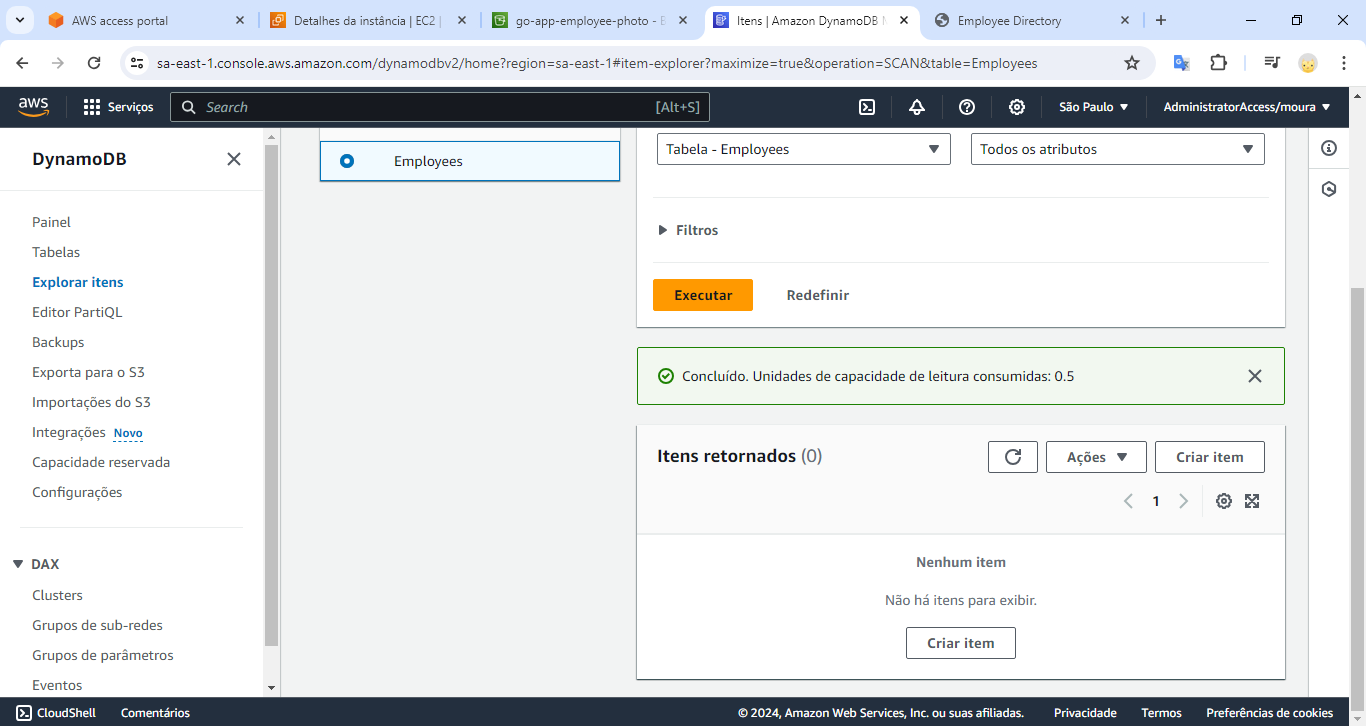 AWS access portal
Detalhes da instância | EC2 |
go-app-employee-photo - B
Itens | Amazon DynamoDB M
Employee Directory
sa-east-1.console.aws.amazon.com/dynamodbv2/home?region=sa-east-1#item-explorer?maximize=true&operation=SCAN&table=Employees
aws
Serviços
Search
[Alt+S]
São Paulo
AdministratorAccess/moura
DynamoDB
Painel
Tabelas
Explorar itens
Editor PartiQL
Backups
Exporta para o S3
Importações do S3
Integrações Novo
Capacidade reservada
Configurações
DAX
Clusters
Grupos de sub-redes
Grupos de parâmetros
Eventos
Employees
Tabela - Employees
Todos os atributos
Filtros
Executar
Redefinir
Concluído. Unidades de capacidade de leitura consumidas: 0.5
Itens retornados (0)
Ações
Criar item
1
Nenhum item
Não há itens para exibir.
Criar item
CloudShell
Comentários
© 2024, Amazon Web Services, Inc. ou suas afiliadas.
Privacidade
Termos
Preferências de cookies